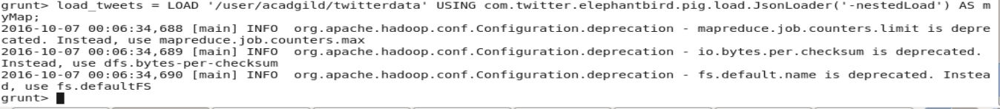 grunt> load_tweets = LOAD '/user/acadgild/twitterdata' USING com.twitter.elephantbird.pig.load.JsonLoader('-nestedLoad') AS m
yMap;
2016-10-07 00:06:34,688 [main] INFO  org.apache.hadoop.conf.Configuration.deprecation - mapreduce.job.counters.limit is depre
cated. Instead, use mapreduce.job.counters.max
2016-10-07 00:06:34,689 [main] INFO  org.apache.hadoop.conf.Configuration.deprecation - io.bytes.per.checksum is deprecated.
Instead, use dfs.bytes-per-checksum
2016-10-07 00:06:34,690 [main] INFO  org.apache.hadoop.conf.Configuration.deprecation - fs.default.name is deprecated. Instea
d, use fs.defaultFS
grunt>